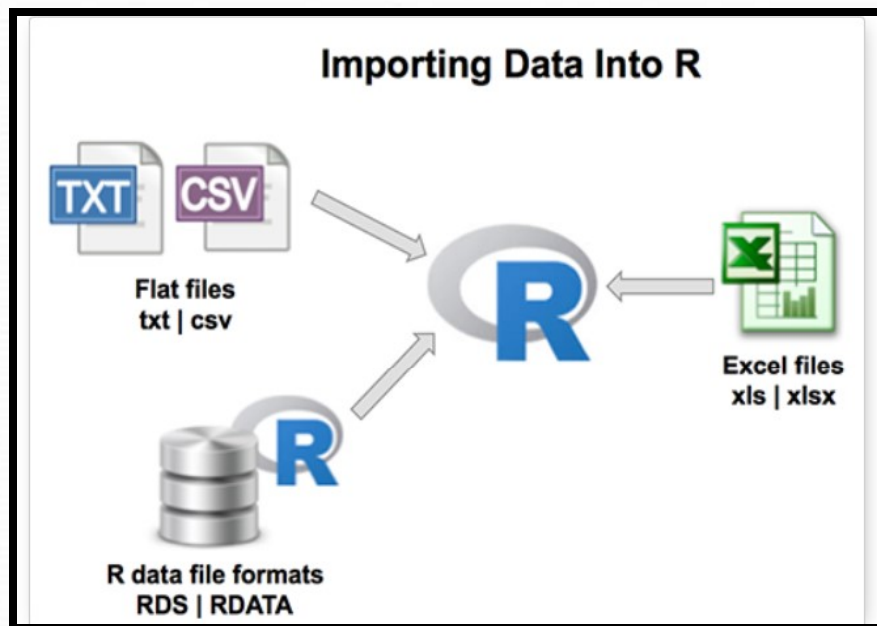 Importing Data Into R
TXT
CSV
Flat files
txt | csv
R
Excel files
xls | xlsx
R
R data file formats
RDS | RDATA